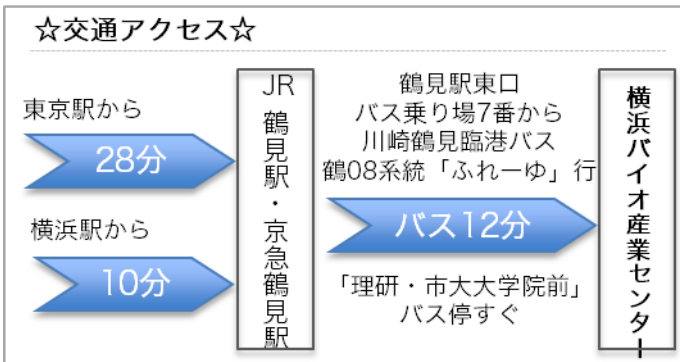 ☆交通アクセス☆
東京駅から
28分
横浜駅から
10分
JR鶴見駅・京急鶴見駅
鶴見駅東口
バス乗り場7番から
川崎鶴見臨港バス
鶴08系統「ふれーゆ」行
バス12分
「理研・市大大学院前」
バス停すぐ
横浜バイオ産業センター